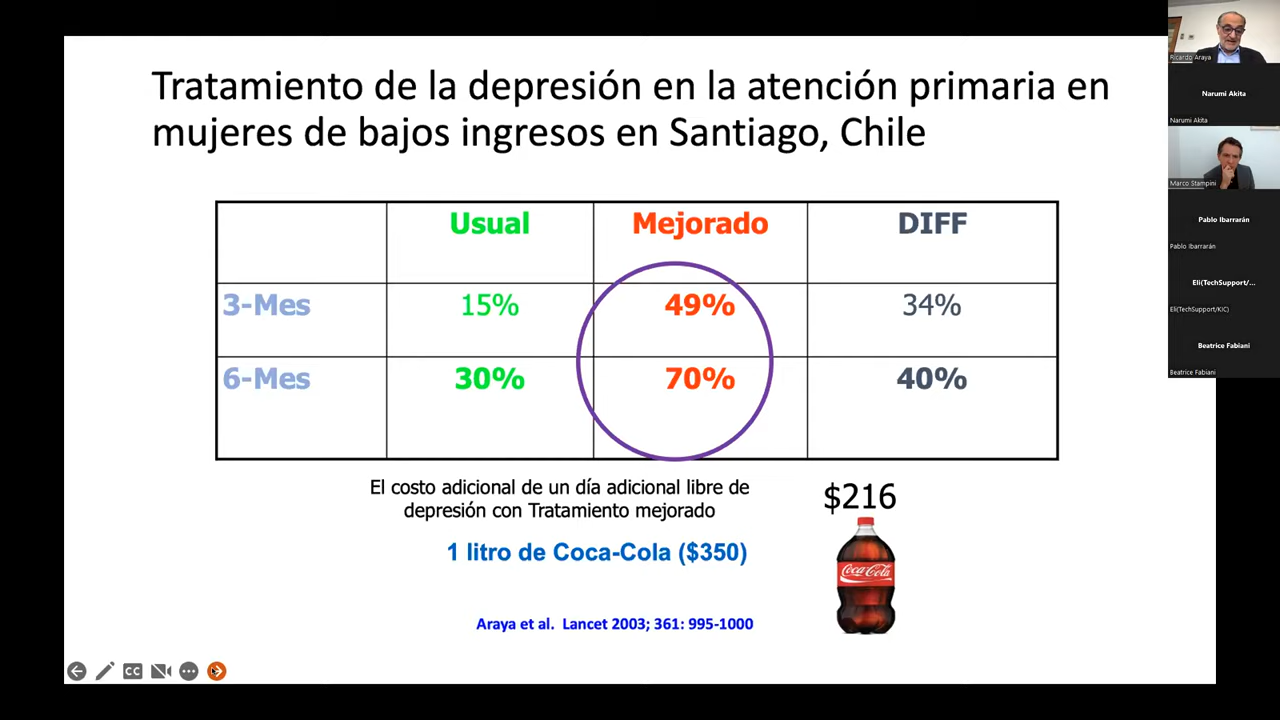 Tratamiento de la depresión en la atención primaria en
mujeres de bajos ingresos en Santiago, Chile
Usual Mejorado DIFF
3-Mes 15% 49% 34%
6-Mes 30% 70% 40%
El costo adicional de un día adicional libre de
depresión con Tratamiento mejorado
$216
1 litro de Coca-Cola ($350)
Coca-Cola
Araya et al. Lancet 2003; 361: 995-1000
CC
Ricardo Araya
Narumi Akita
Narumi Akita
Marco Stampini
Pablo Ibarrarán
Pablo Ibarrarán
Eli(TechSupport/...
Eli(TechSupport/KIC)
Beatrice Fabiani
Beatrice Fabiani